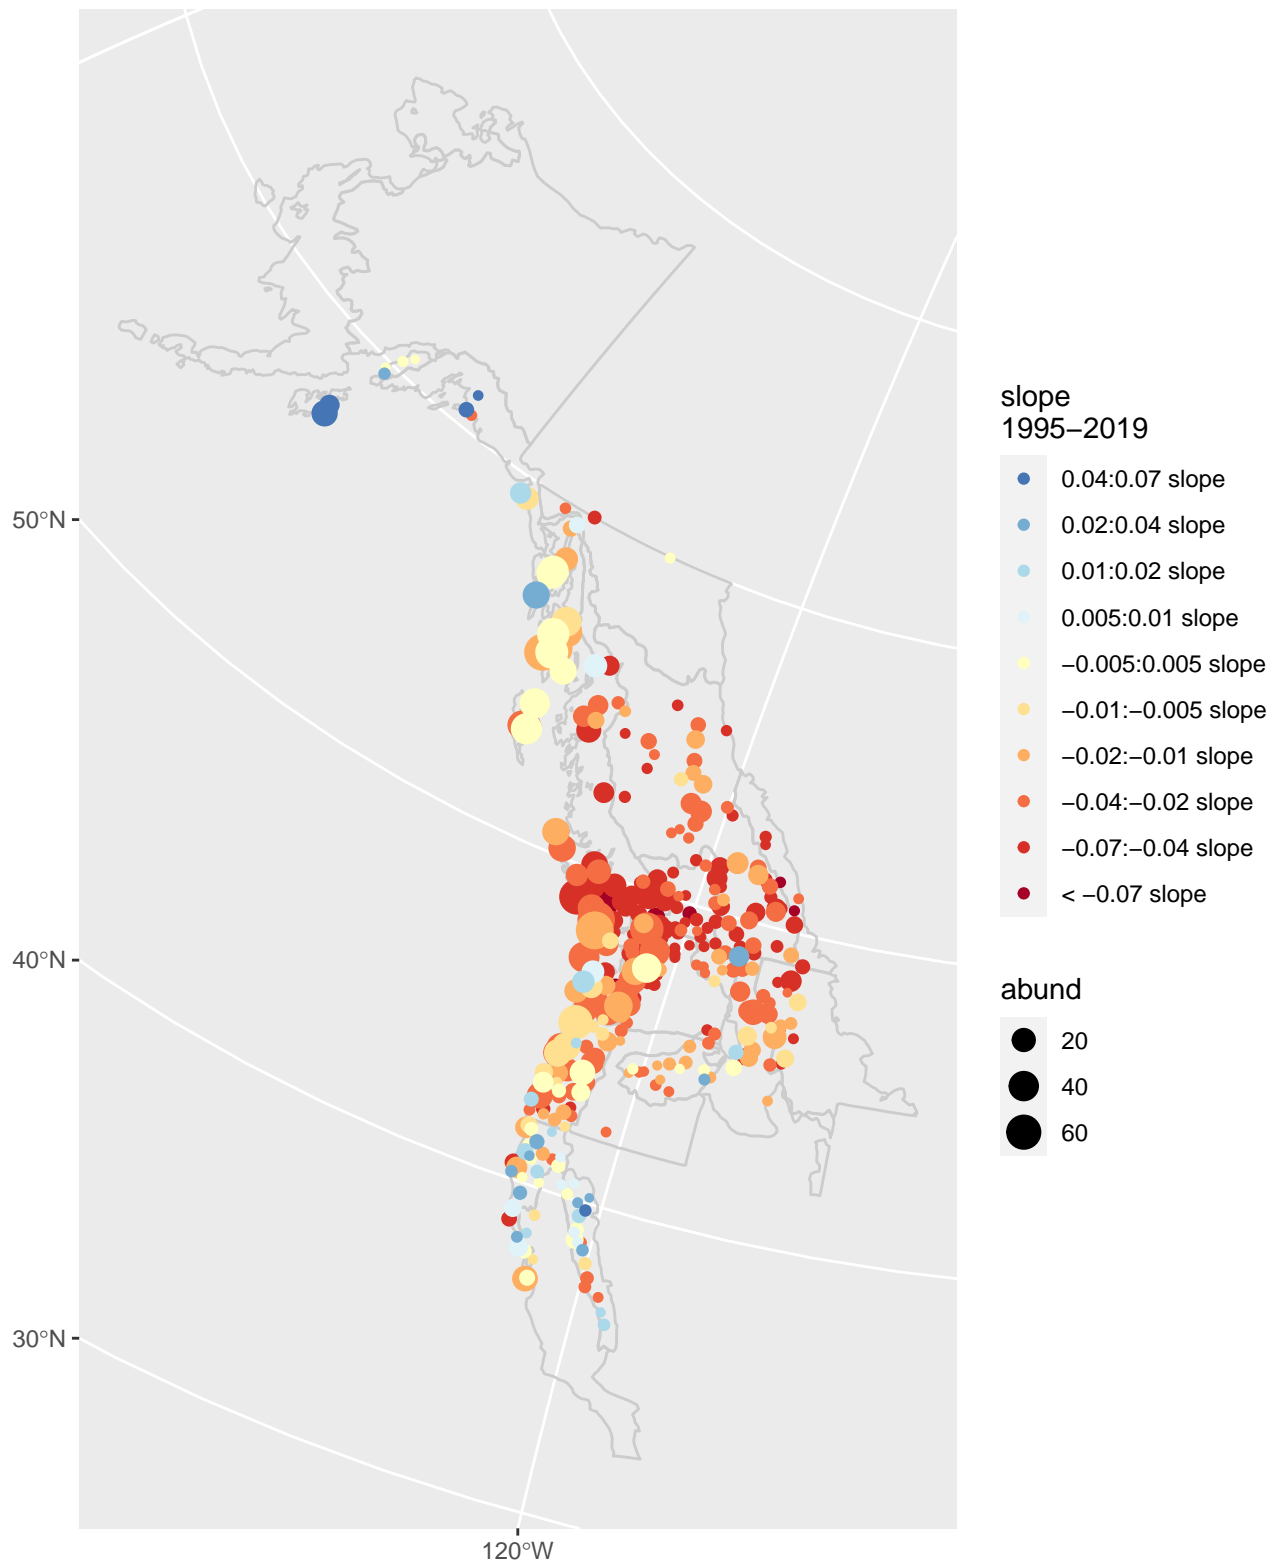 50°N
40°N
30°N
120°W
slope
1995−2019
0.04:0.07 slope
0.02:0.04 slope
0.01:0.02 slope
0.005:0.01 slope
−0.005:0.005 slope
−0.01:−0.005 slope
−0.02:−0.01 slope
−0.04:−0.02 slope
−0.07:−0.04 slope
< −0.07 slope
abund
20
40
60